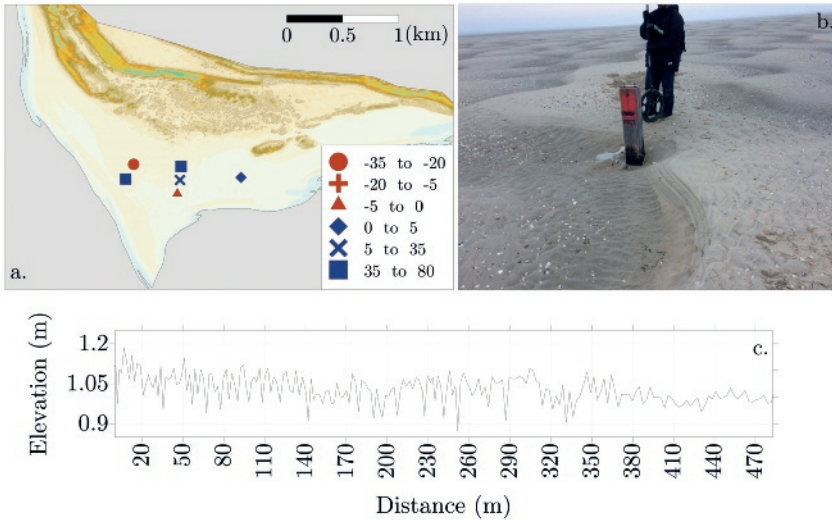 0 0.5 1(km)
b.
-35 to -20
-20 to -5
-5 to 0
0 to 5
5 to 35
35 to 80
a.
c.
Elevation (m)
1.2
1.05
0.9
20 50 80 110 140 170 200 230 260 290 320 350 380 410 440 470
Distance (m)